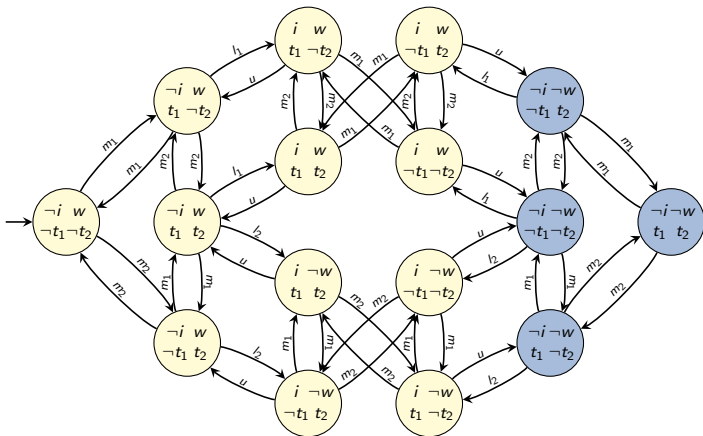 i w
t₁ ¬t₂
i w
¬t₁ t₂
l₁
u
m₁
m₁
u
l₁
¬i w
t₁ ¬t₂
m₂
m₂
m₂
m₂
¬i ¬w
¬t₁ t₂
m₁
m₁
m₁
m₁
m₁
m₁
i w
t₁ t₂
i w
¬t₁ ¬t₂
m₂
m₂
l₁
u
u
l₁
m₂
m₂
¬i w
¬t₁ ¬t₂
¬i w
t₁ t₂
¬i ¬w
¬t₁ ¬t₂
¬i ¬w
t₁ t₂
l₂
u
u
l₂
m₂
m₂
m₁
m₁
m₁
m₁
m₂
m₂
i ¬w
t₁ t₂
i ¬w
¬t₁ ¬t₂
m₂
m₂
¬i w
¬t₁ t₂
m₁
m₁
m₁
m₁
¬i ¬w
t₁ ¬t₂
l₂
u
m₂
m₂
u
l₂
i ¬w
¬t₁ t₂
i ¬w
t₁ ¬t₂